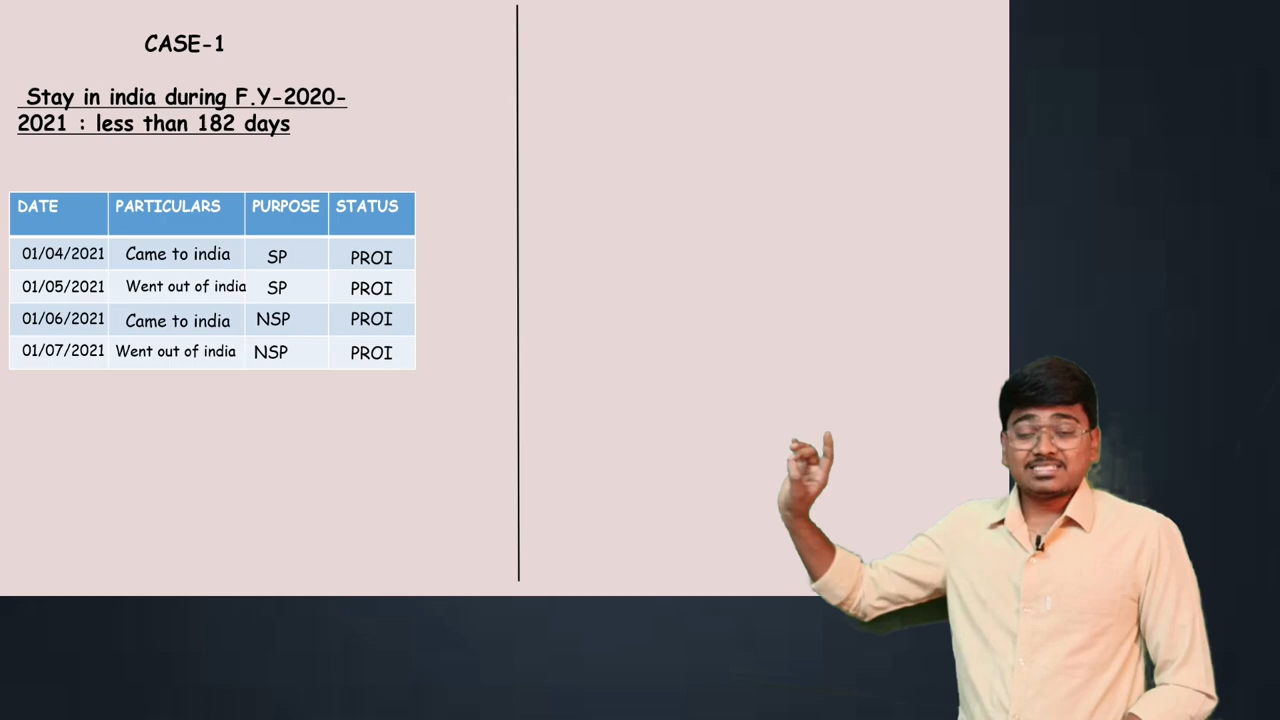 CASE-1
Stay in india during F.Y-2020-
2021 : less than 182 days
DATE PARTICULARS PURPOSE STATUS
01/04/2021 Came to india SP PROI
01/05/2021 Went out of india SP PROI
01/06/2021 Came to india NSP PROI
01/07/2021 Went out of india NSP PROI